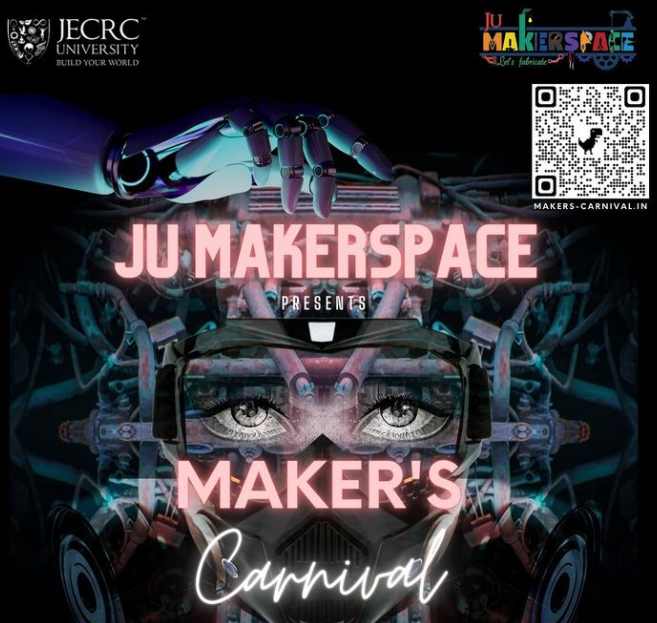 JECRC
UNIVERSITY
BUILD YOUR WORLD
JU
MAKERSPACE
Let's fabricate
MAKERS-CARNIVAL.IN
JU MAKERSPACE
PRESENTS
MAKER'S
Carnival